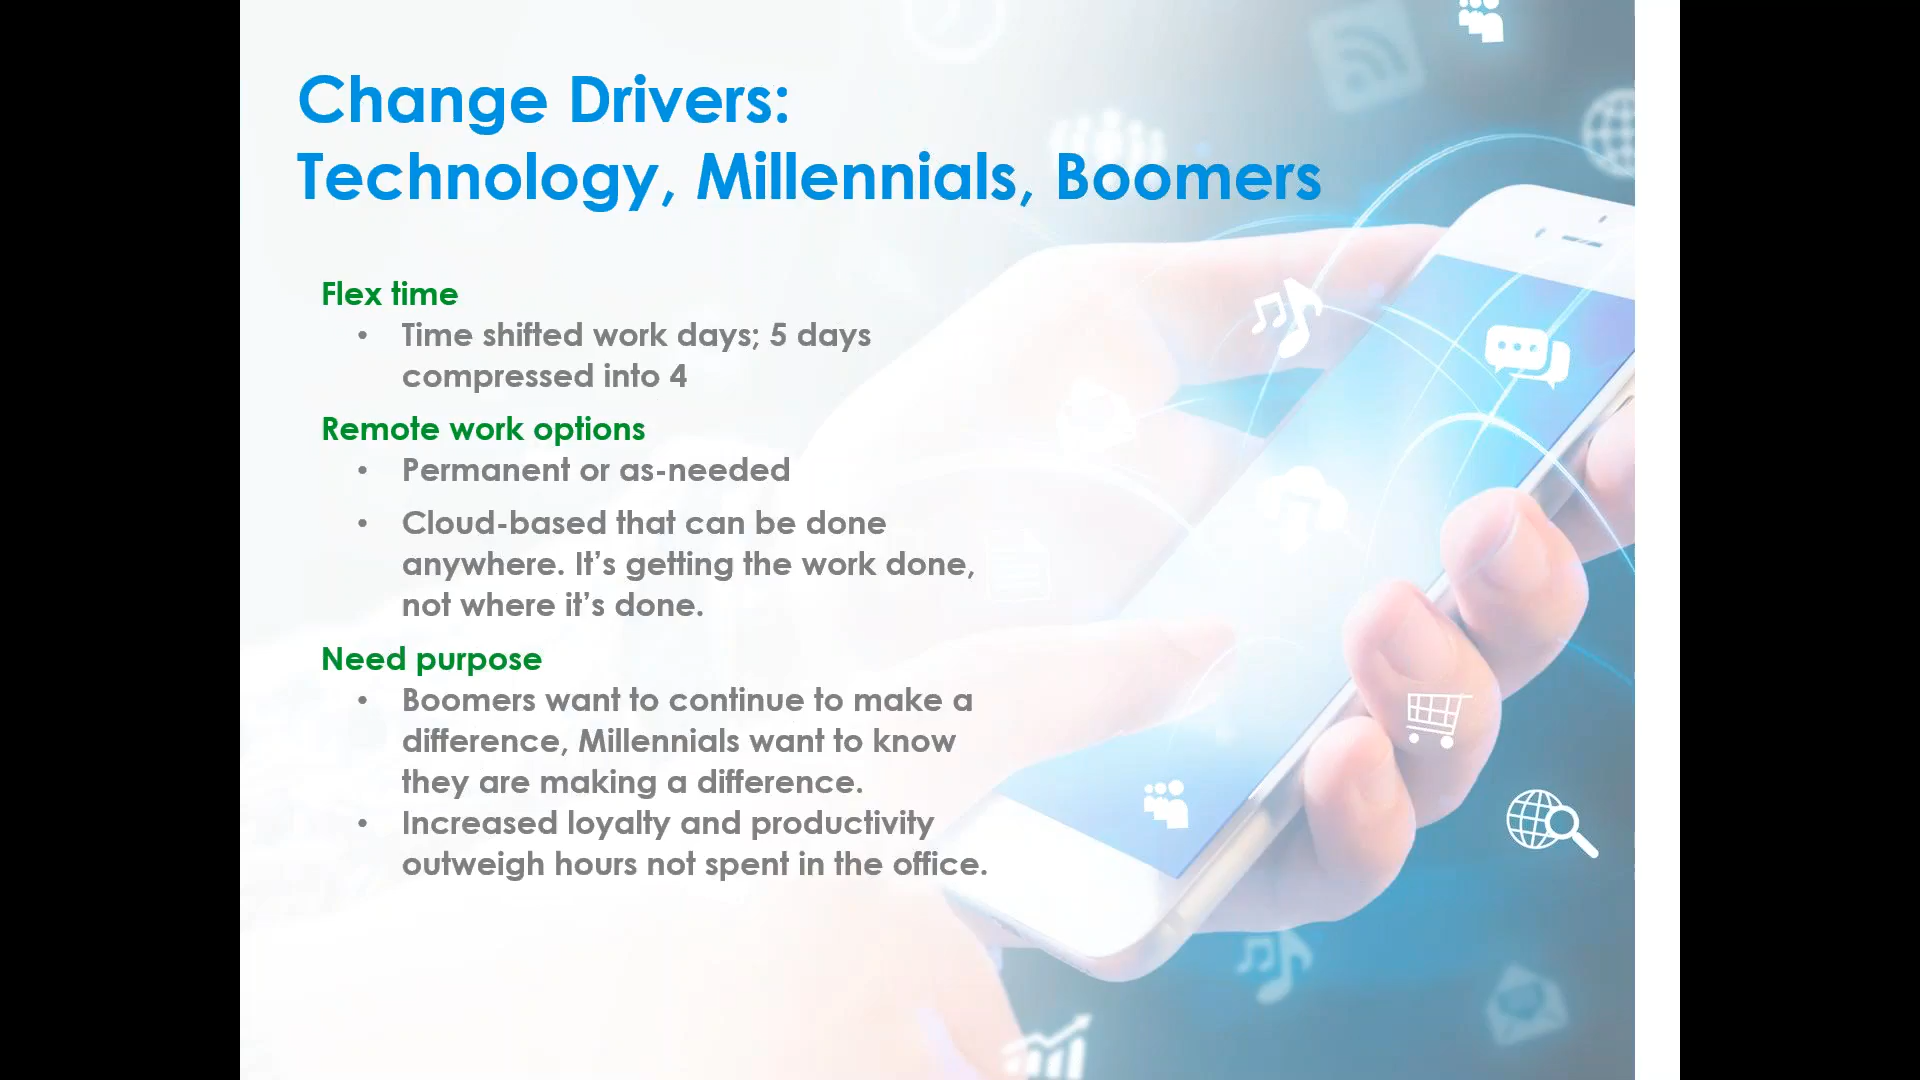 Change Drivers:
Technology, Millennials, Boomers
Flex time
• Time shifted work days; 5 days
compressed into 4
Remote work options
• Permanent or as-needed
• Cloud-based that can be done
anywhere. It’s getting the work done,
not where it’s done.
Need purpose
• Boomers want to continue to make a
difference, Millennials want to know
they are making a difference.
• Increased loyalty and productivity
outweigh hours not spent in the office.